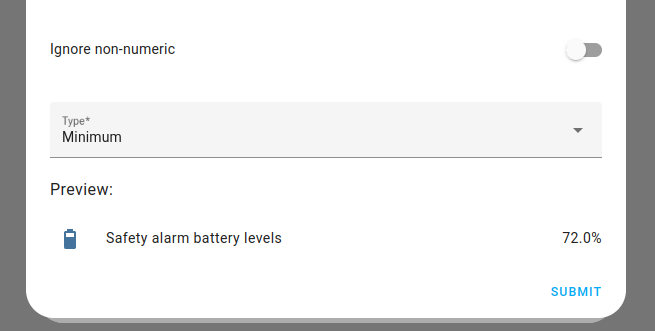 Ignore non-numeric
Type*
Minimum
Preview:
Safety alarm battery levels 72.0%
SUBMIT